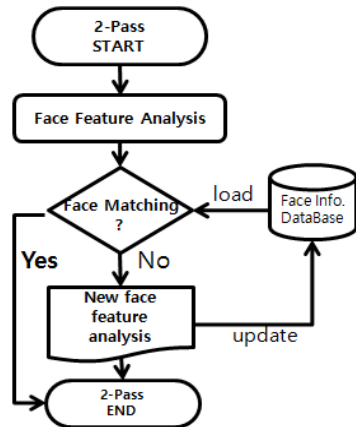 2-Pass
START
Face Feature Analysis
Face Matching
?
load
Face Info.
DataBase
Yes
No
New face
feature
analysis
update
2-Pass
END